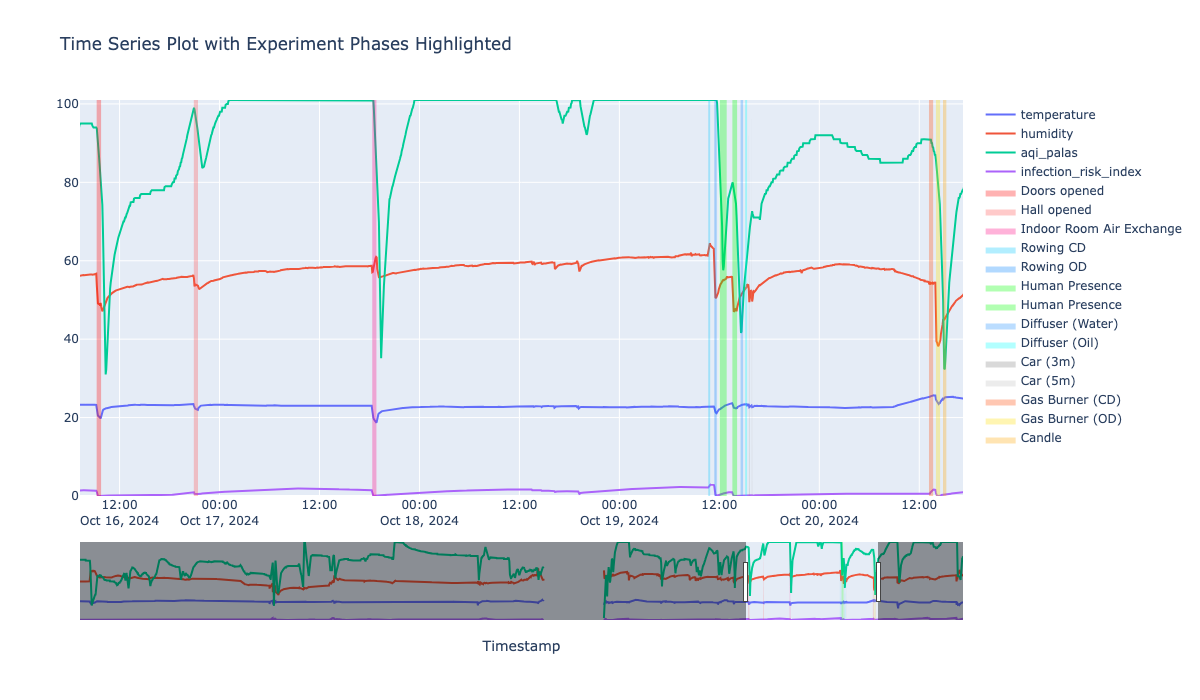 Time Series Plot with Experiment Phases Highlighted
100
80
60
40
20
0
12:00 00:00 12:00 00:00 12:00 00:00 12:00 00:00 12:00
Oct 16, 2024 Oct 17, 2024 Oct 18, 2024 Oct 19, 2024 Oct 20, 2024
Timestamp
temperature
humidity
aqi_palas
infection_risk_index
Doors opened
Hall opened
Indoor Room Air Exchange
Rowing CD
Rowing OD
Human Presence
Human Presence
Diffuser (Water)
Diffuser (Oil)
Car (3m)
Car (5m)
Gas Burner (CD)
Gas Burner (OD)
Candle